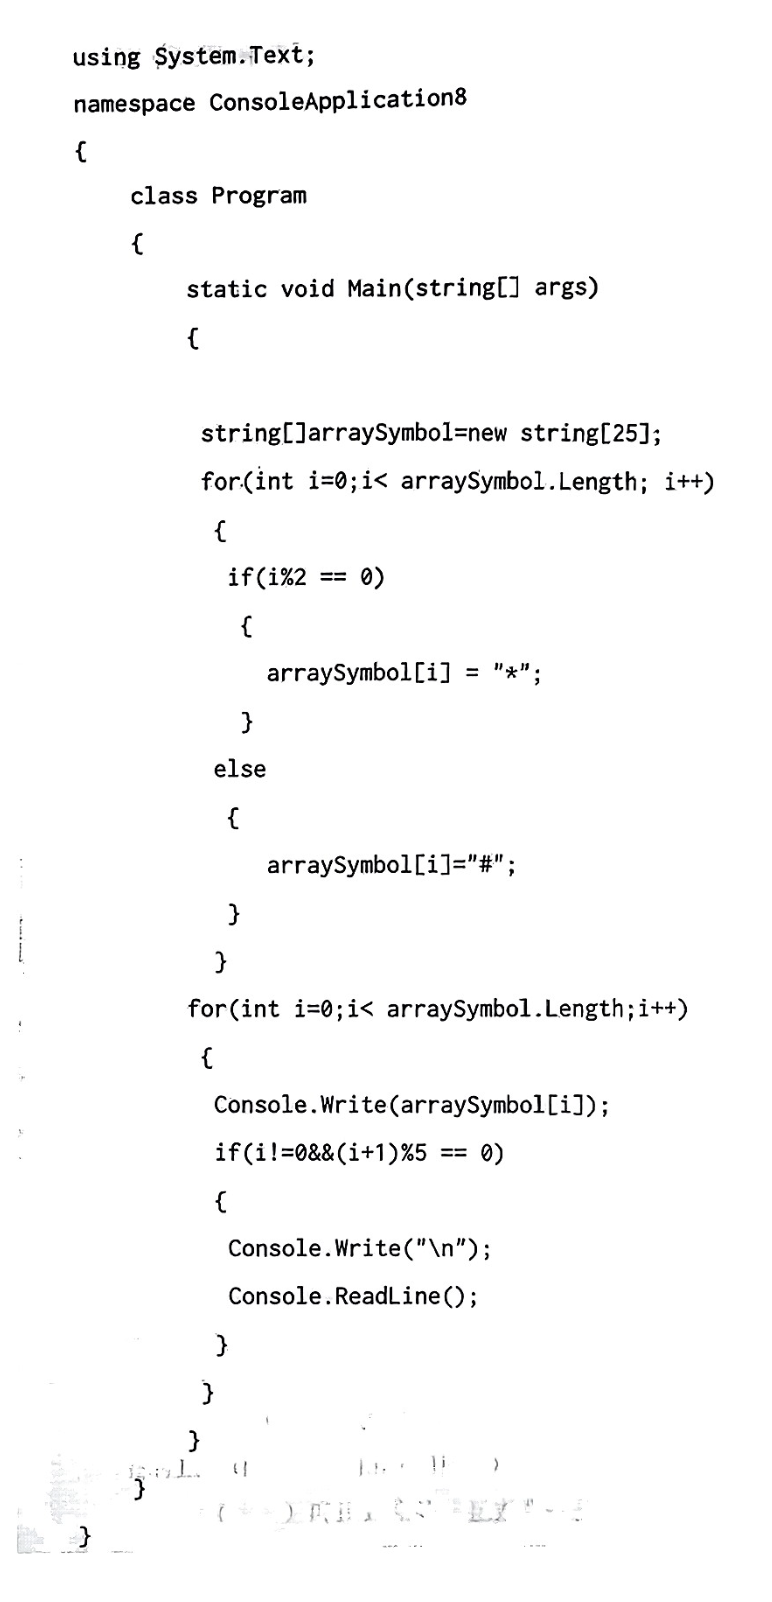 using System.Text;
namespace ConsoleApplication8
{
class Program
{
static void Main(string[] args)
{
string[]arraySymbol=new string[25];
for(int i=0;i< arraySymbol.Length; i++)
{
if(i%2 == 0)
{
arraySymbol[i] = "*";
}
else
{
arraySymbol[i]="#";
}
}
for(int i=0;i< arraySymbol.Length;i++)
{
Console.Write(arraySymbol[i]);
if(i!=0&&(i+1)%5 == 0)
{
Console.Write("\n");
Console.ReadLine();
}
}
}
}
}